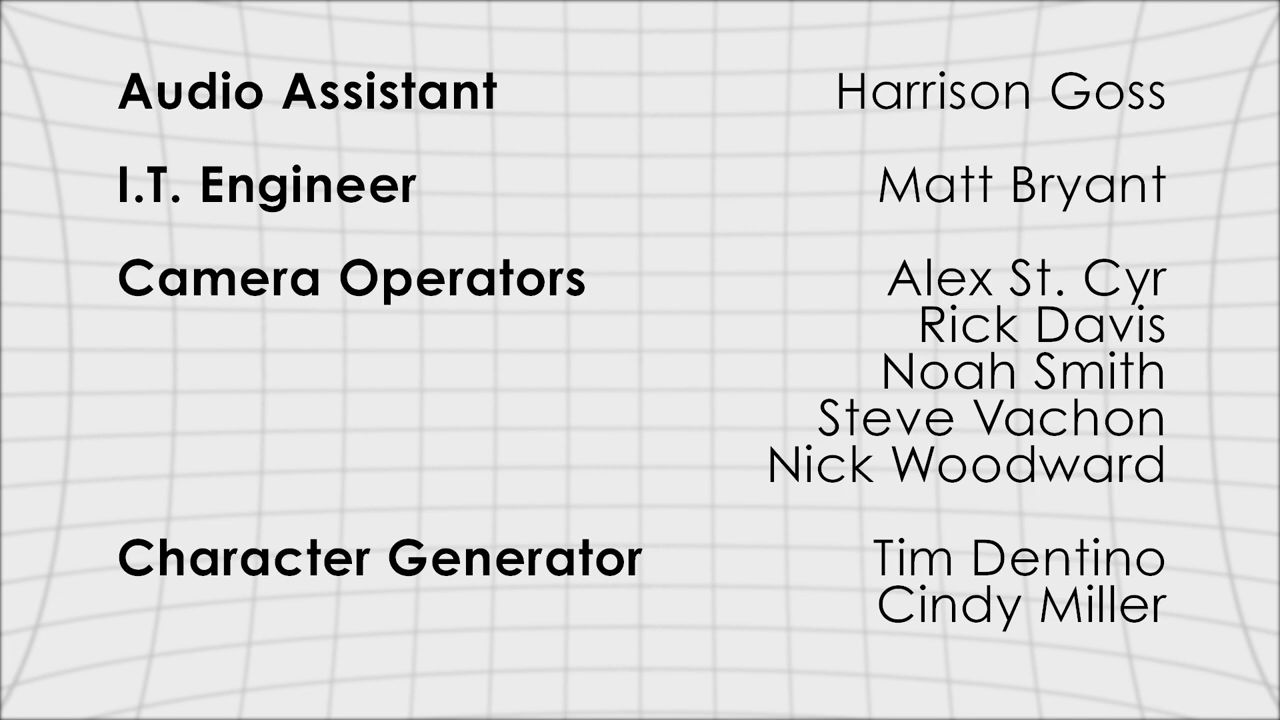 Audio Assistant Harrison Goss
I.T. Engineer Matt Bryant
Camera Operators Alex St. Cyr
Rick Davis
Noah Smith
Steve Vachon
Nick Woodward
Character Generator Tim Dentino
Cindy Miller